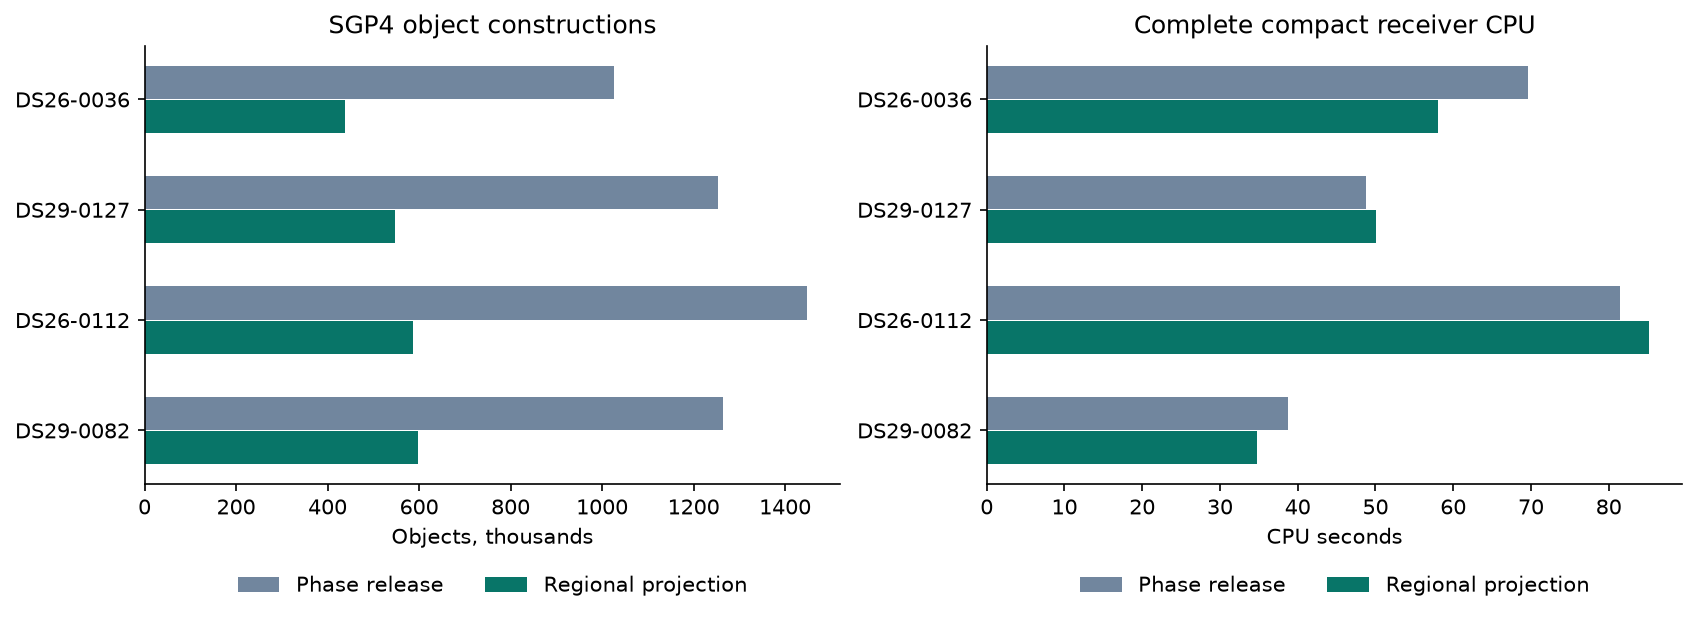 SGP4 object constructions
DS26-0036
DS29-0127
DS26-0112
DS29-0082
0 200 400 600 800 1000 1200 1400
Objects, thousands
Phase release Regional projection
Complete compact receiver CPU
DS26-0036
DS29-0127
DS26-0112
DS29-0082
0 10 20 30 40 50 60 70 80
CPU seconds
Phase release Regional projection